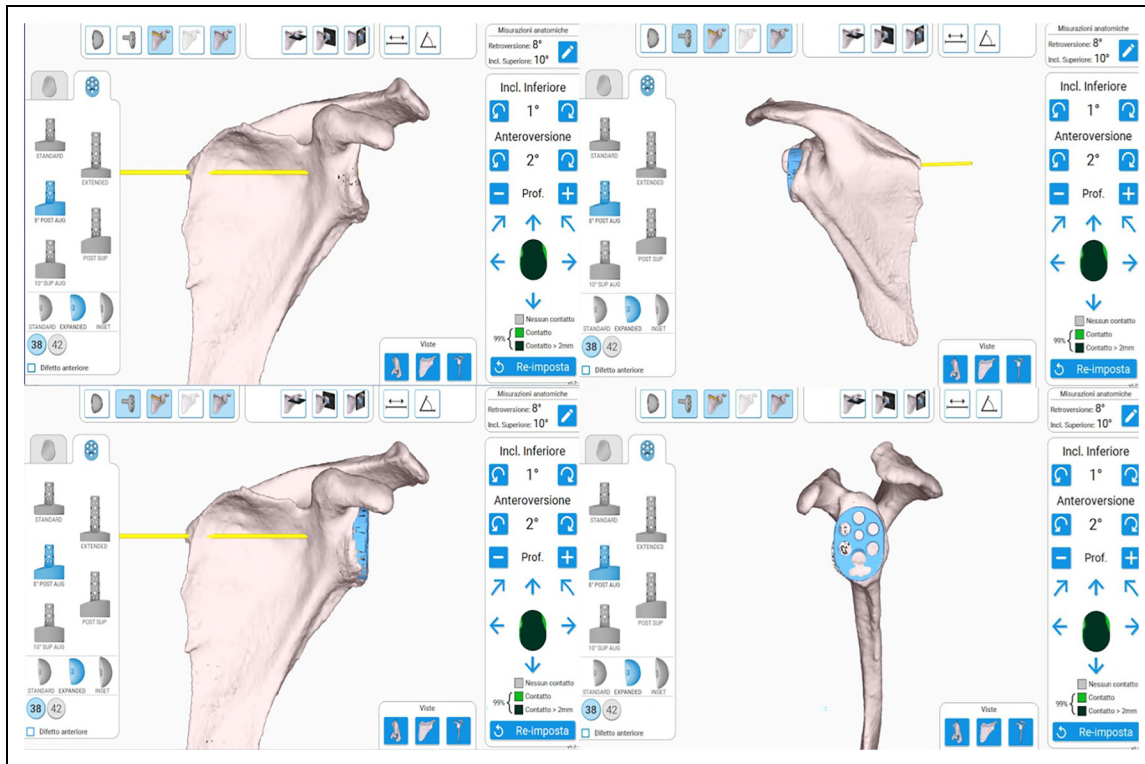 Misurazioni anatomiche
Retroversione: 8°
Incl. Superiore: 10°
Incl. Inferiore
1°
Anteroversione
2°
Prof.
STANDARD
EXTENDED
8° POST AUG
POST SUP
10° SUP AUG
STANDARD EXPANDED INSET
38 42
Difetto anteriore
Nessun contatto
99% { Contatto
Contatto > 2mm
Viste
Re-imposta
Misurazioni anatomiche
Retroversione: 8°
Incl. Superiore: 10°
Incl. Inferiore
1°
Anteroversione
2°
Prof.
STANDARD
EXTENDED
8° POST AUG
POST SUP
10° SUP AUG
STANDARD EXPANDED INSET
38 42
Difetto anteriore
Nessun contatto
99% { Contatto
Contatto > 2mm
Viste
Re-imposta
Misurazioni anatomiche
Retroversione: 8°
Incl. Superiore: 10°
Incl. Inferiore
1°
Anteroversione
2°
Prof.
STANDARD
EXTENDED
8° POST AUG
POST SUP
10° SUP AUG
STANDARD EXPANDED INSET
38 42
Difetto anteriore
Nessun contatto
99% { Contatto
Contatto > 2mm
Viste
Re-imposta
Misurazioni anatomiche
Retroversione: 8°
Incl. Superiore: 10°
Incl. Inferiore
1°
Anteroversione
2°
Prof.
STANDARD
EXTENDED
8° POST AUG
POST SUP
10° SUP AUG
STANDARD EXPANDED INSET
38 42
Difetto anteriore
Nessun contatto
99% { Contatto
Contatto > 2mm
Viste
Re-imposta